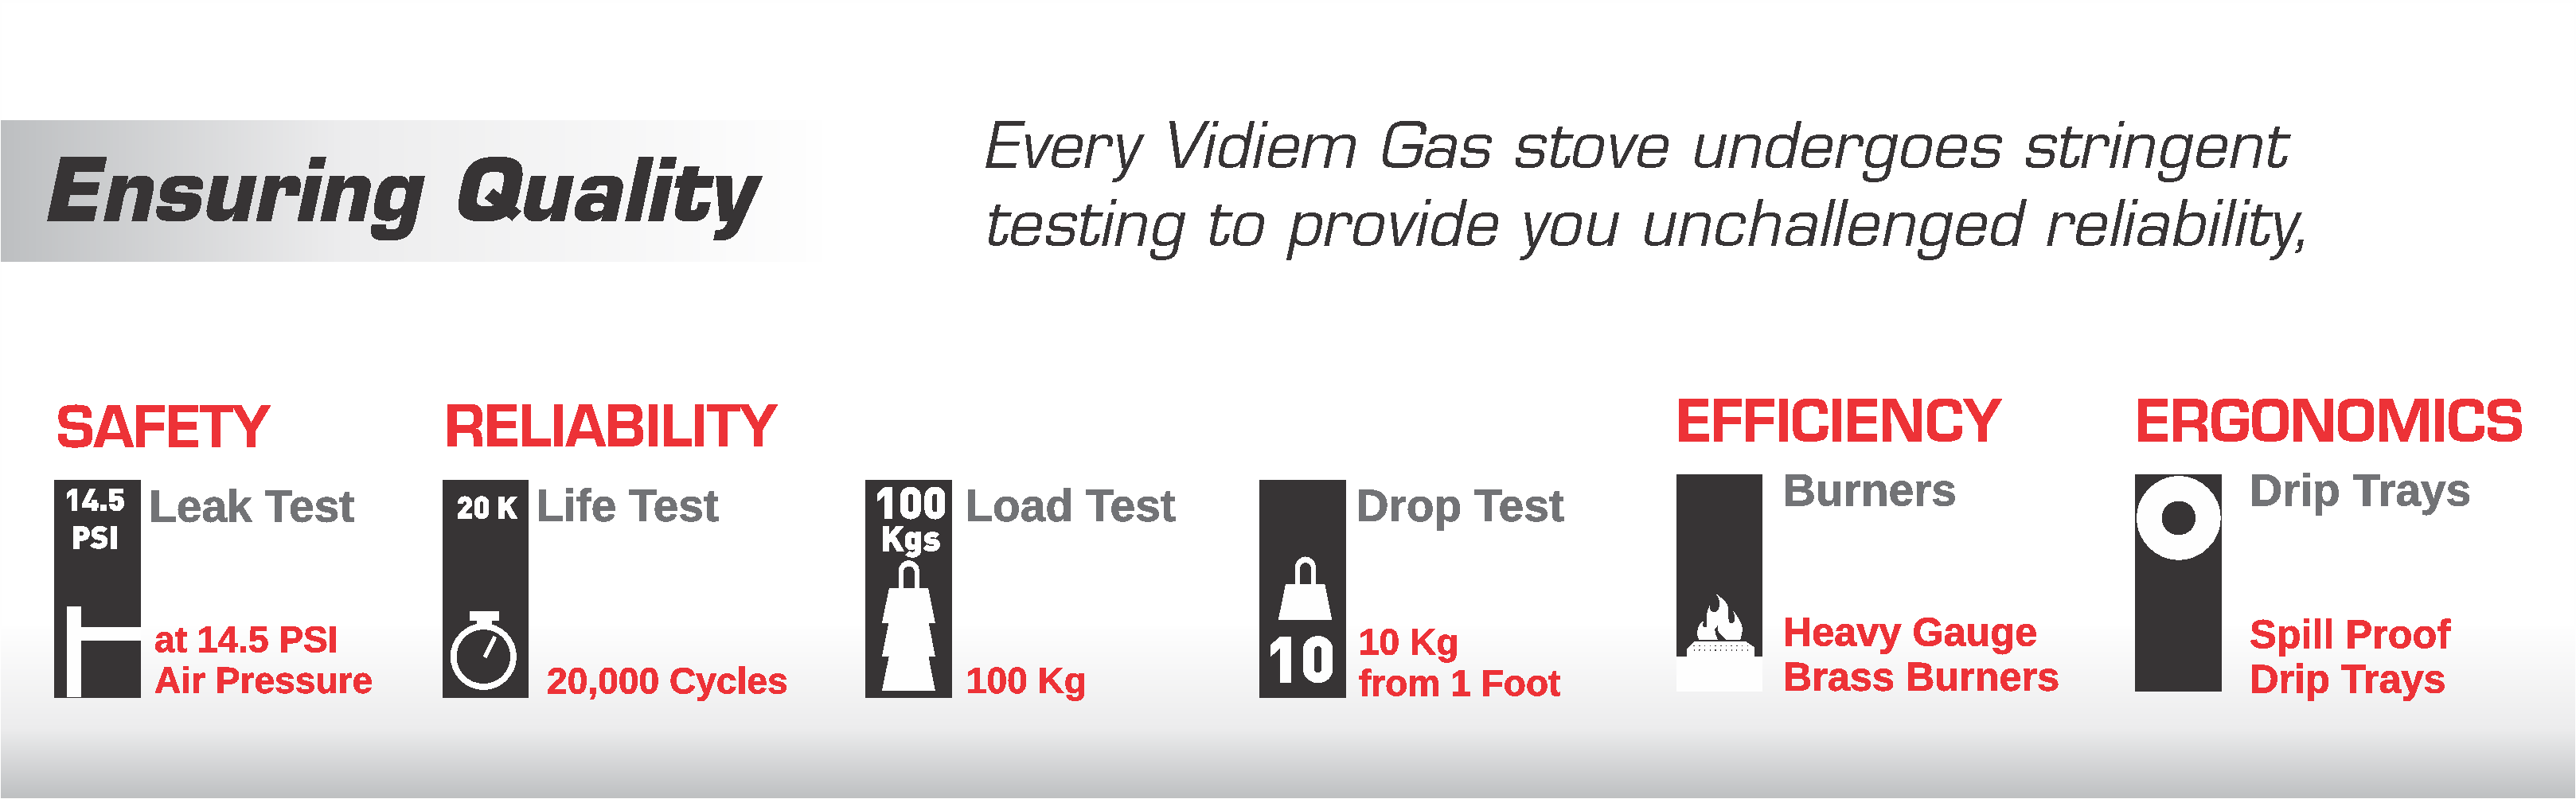 Ensuring Quality
Every Vidiem Gas stove undergoes stringent
testing to provide you unchallenged reliability,
SAFETY
14.5
PSI
Leak Test
at 14.5 PSI
Air Pressure
RELIABILITY
20 K
Life Test
20,000 Cycles
100
Kgs
Load Test
100 Kg
Drop Test
10
10 Kg
from 1 Foot
EFFICIENCY
Burners
Heavy Gauge
Brass Burners
ERGONOMICS
Drip Trays
Spill Proof
Drip Trays